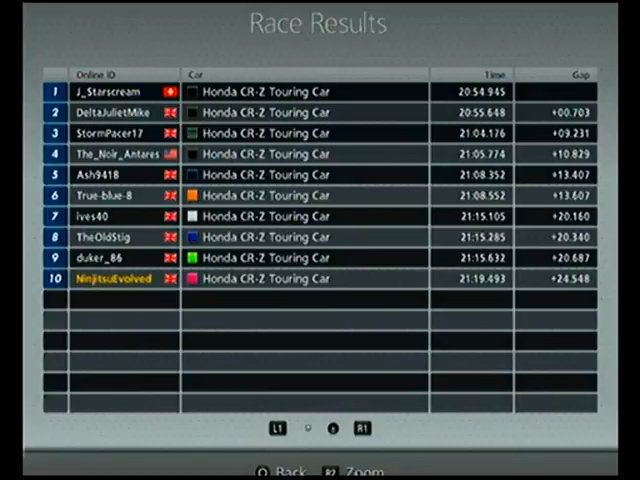 Race Results
Online ID Car Time Gap
1 J_Starscream Honda CR-Z Touring Car 20:54.945
2 DeltaJulietMike Honda CR-Z Touring Car 20:55.648 +00.703
3 StormPacer17 Honda CR-Z Touring Car 21:04.176 +09.231
4 The_Noir_Antares Honda CR-Z Touring Car 21:05.774 +10.829
5 Ash9418 Honda CR-Z Touring Car 21:08.352 +13.407
6 True-blue-8 Honda CR-Z Touring Car 21:08.552 +13.607
7 ives40 Honda CR-Z Touring Car 21:15.105 +20.160
8 TheOldStig Honda CR-Z Touring Car 21:15.285 +20.340
9 duker_86 Honda CR-Z Touring Car 21:15.632 +20.687
10 NinjitsuEvolved Honda CR-Z Touring Car 21:19.493 +24.548
L1 R1
Back R2 Zoom